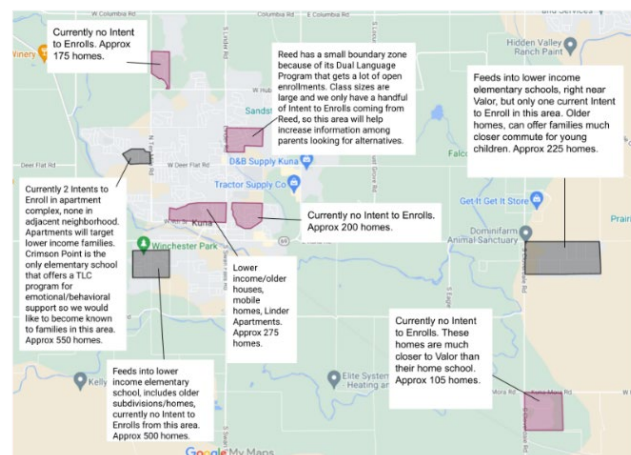 W Columbia Rd
E Columbia Rd
Winery
Currently no Intent
to Enrolls. Approx
175 homes.
S Linder Rd
Reed has a small boundary zone
because of its Dual Language
Program that gets a lot of open
enrollments. Class sizes are
large and we only have a handful
of Intent to Enrolls coming from
Reed, so this area will help
increase information among
parents looking for alternatives.
Hidden Valley
Ranch Paint
Feeds into lower income
elementary schools, right near
Valor, but only one current Intent
to Enroll in this area. Older
homes, can offer families much
closer commute for young
children. Approx 225 homes.
W Deer Flat Rd
D&B Supply Kuna
Tractor Supply Co
Get It Get It Store
Currently 2 Intents to
Enroll in apartment
complex, none in
adjacent neighborhood.
Apartments will target
lower income families.
Crimson Point is the
only elementary school
that offers a TLC
program for
emotional/behavioral
support so we would
like to become known
to families in this area.
Approx 550 homes.
Kuna
Currently no Intent to Enrolls.
Approx 200 homes.
Winchester Park
Dominifarm
Animal Sanctuary
Lower
income/older
houses,
mobile
homes, Linder
Apartments.
Approx 275
homes.
Currently no Intent
to Enrolls. These
homes are much
closer to Valor than
their home school.
Approx 105 homes.
Feeds into lower
income elementary
school, includes older
subdivisions/homes,
currently no Intent to
Enrolls from this area.
Approx 500 homes.
Kelly
Elite System
Heating an
Google My Maps